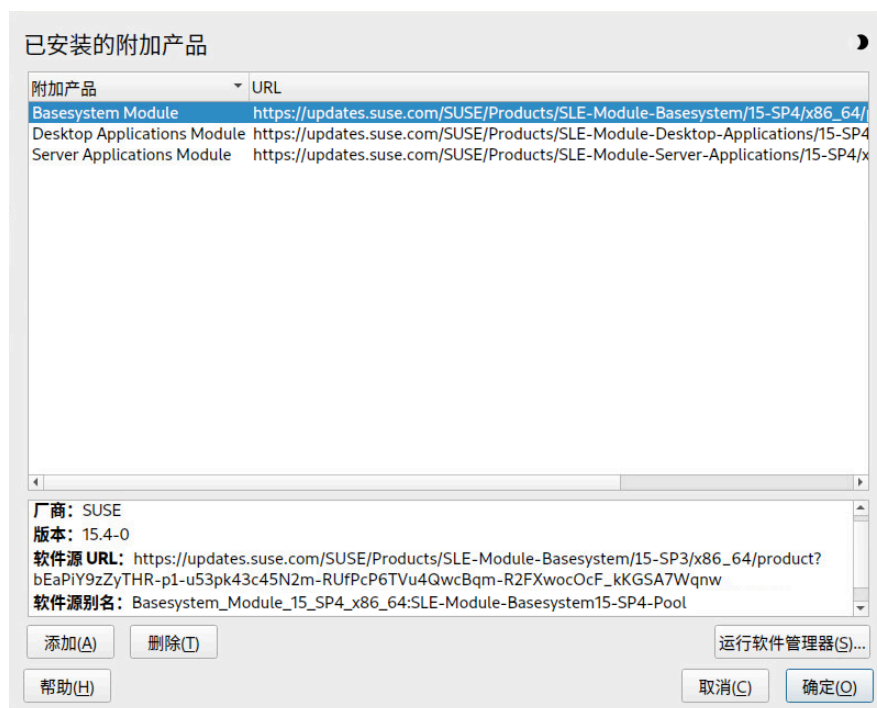 已安装的附加产品
附加产品 URL
Basesystem Module https://updates.suse.com/SUSE/Products/SLE-Module-Basesystem/15-SP4/x86_64/
Desktop Applications Module https://updates.suse.com/SUSE/Products/SLE-Module-Desktop-Applications/15-SP4
Server Applications Module https://updates.suse.com/SUSE/Products/SLE-Module-Server-Applications/15-SP4/x
厂商：SUSE
版本：15.4-0
软件源 URL：https://updates.suse.com/SUSE/Products/SLE-Module-Basesystem/15-SP3/x86_64/product?
bEaPiY9zZyTHR-p1-u53pk43c45N2m-RUfPcP6TVu4QwcBqm-R2FXwocOcF_kKGSA7Wqnw
软件源别名：Basesystem_Module_15_SP4_x86_64:SLE-Module-Basesystem15-SP4-Pool
添加(A) 删除(T) 运行软件管理器(S)...
帮助(H) 取消(C) 确定(O)